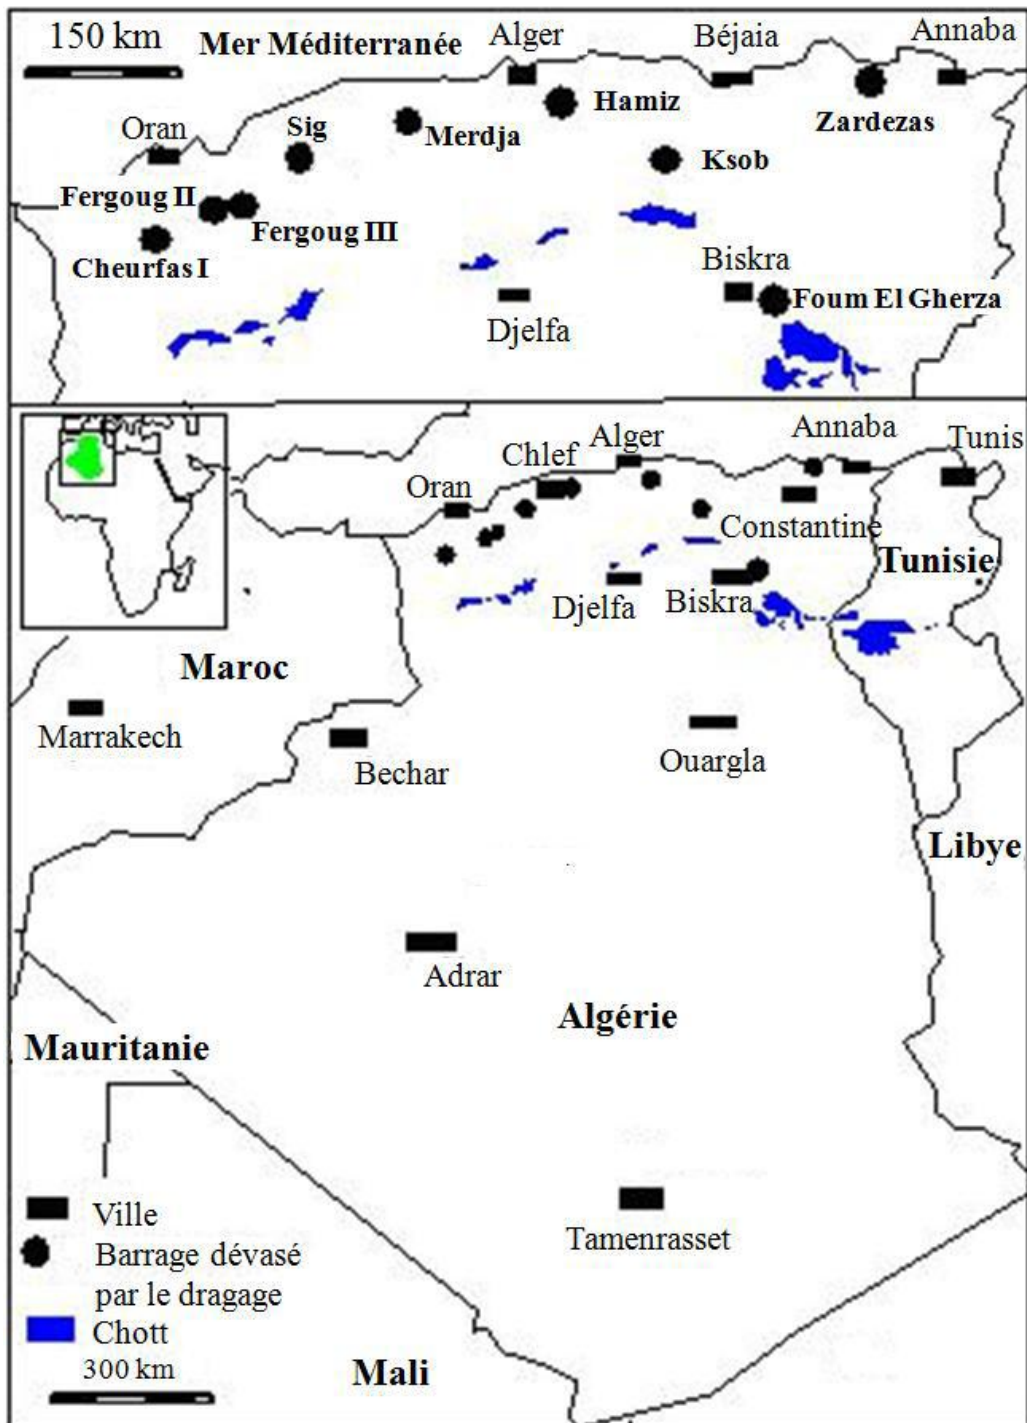 150 km
Mer Méditerranée
Alger
Béjaia
Annaba
Hamiz
Zardezas
Oran
Sig
Merdja
Ksob
Fergoug II
Fergoug III
Cheurfas I
Biskra
Foum El Gherza
Djelfa
Alger
Annaba
Tunis
Chlef
Oran
Constantine
Tunisie
Djelfa
Biskra
Maroc
Marrakech
Bechar
Ouargla
Libye
Adrar
Algérie
Mauritanie
Tamenrasset
Ville
Barrage dévasé
par le dragage
Chott
300 km
Mali